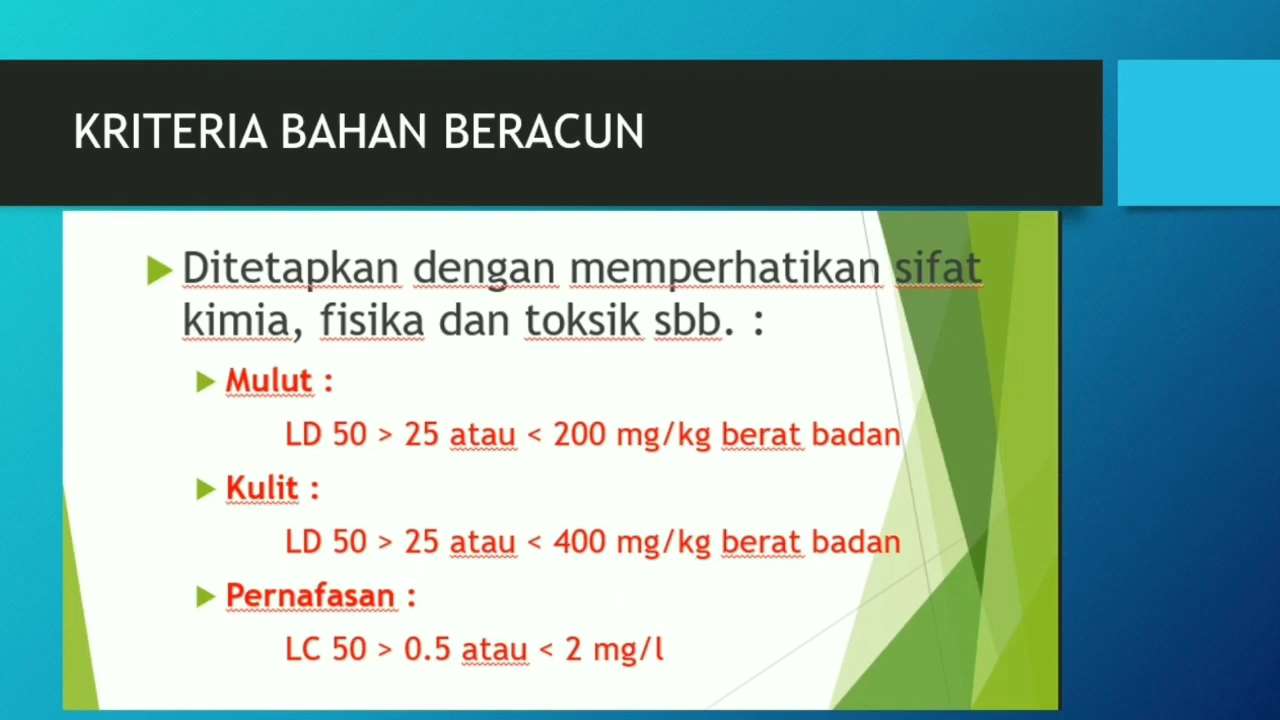 KRITERIA BAHAN BERACUN
Ditetapkan dengan memperhatikan sifat
kimia, fisika dan toksik sbb. :
Mulut :
LD 50 > 25 atau < 200 mg/kg berat badan
Kulit :
LD 50 > 25 atau < 400 mg/kg berat badan
Pernafasan :
LC 50 > 0.5 atau < 2 mg/l